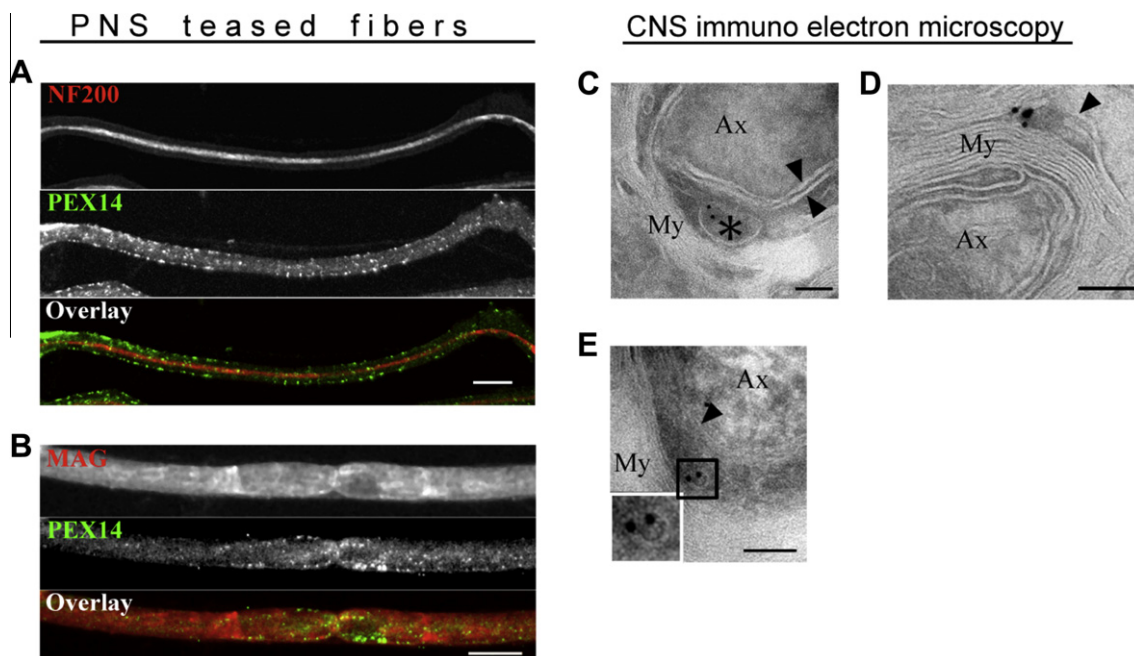 PNS teased fibers
CNS immuno electron microscopy
A
NF200
PEX14
Overlay
B
MAG
PEX14
Overlay
C
Ax
My
*
D
My
Ax
E
Ax
My